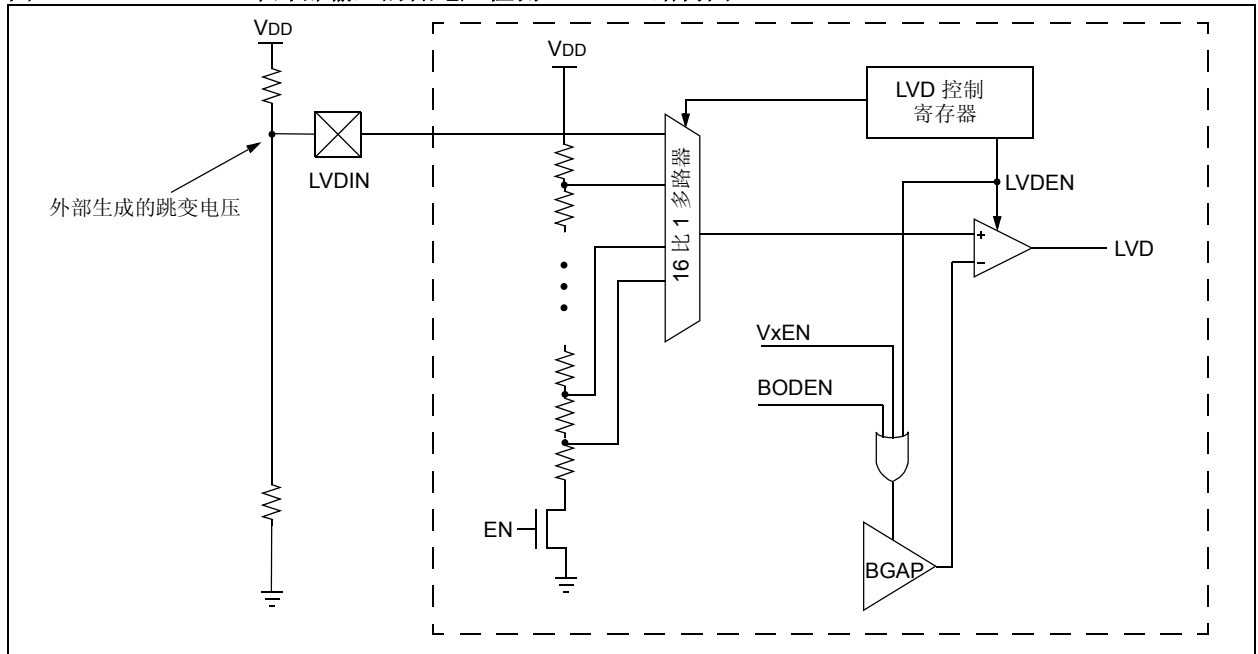 VDD
VDD
LVD 控制
寄存器
LVDIN
16 比 1 多路器
LVDEN
外部生成的跳变电压
+
–
LVD
VxEN
BODEN
EN
BGAP